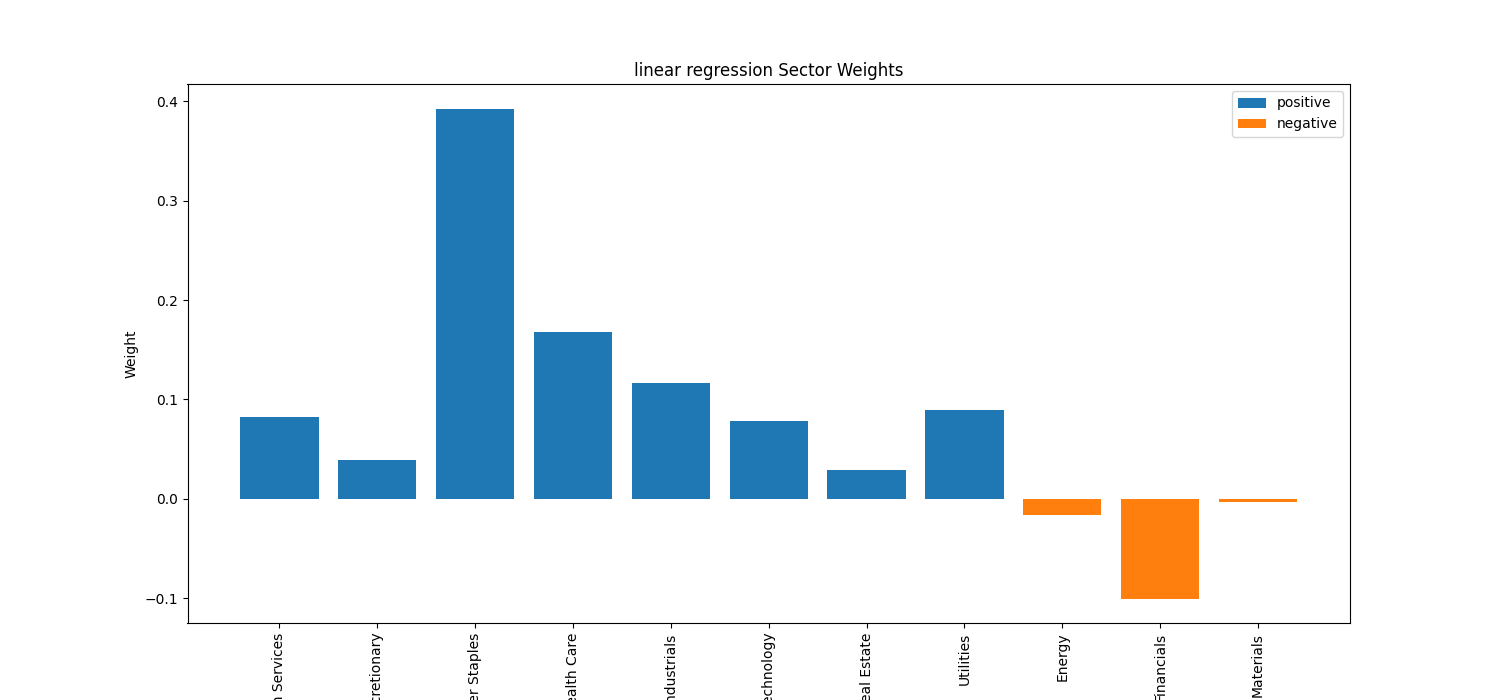 linear regression Sector Weights
positive
negative
0.4
0.3
0.2
0.1
0.0
−0.1
Weight
Services
er Staples
ealth Care
ndustrials
echnology
eal Estate
Utilities
Energy
Financials
Materials
cretionary